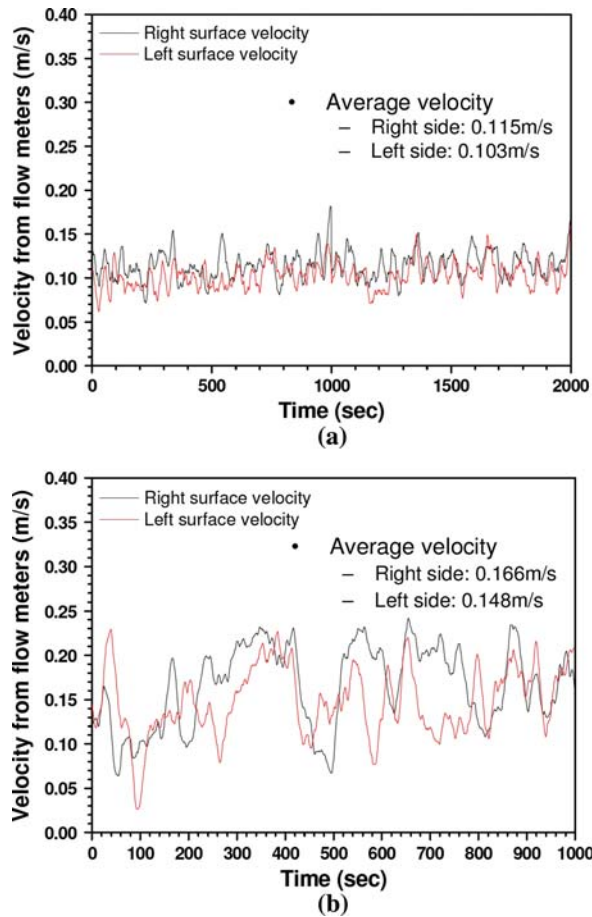 0.40
Right surface velocity
Left surface velocity
0.35
0.30
• Average velocity
– Right side: 0.115m/s
– Left side: 0.103m/s
0.25
0.20
0.15
0.10
0.05
0.00
Velocity from flow meters (m/s)
0 500 1000 1500 2000
Time (sec)
(a)
0.40
Right surface velocity
Left surface velocity
0.35
• Average velocity
– Right side: 0.166m/s
– Left side: 0.148m/s
0.30
0.25
0.20
0.15
0.10
0.05
0.00
Velocity from flow meters (m/s)
0 100 200 300 400 500 600 700 800 900 1000
Time (sec)
(b)